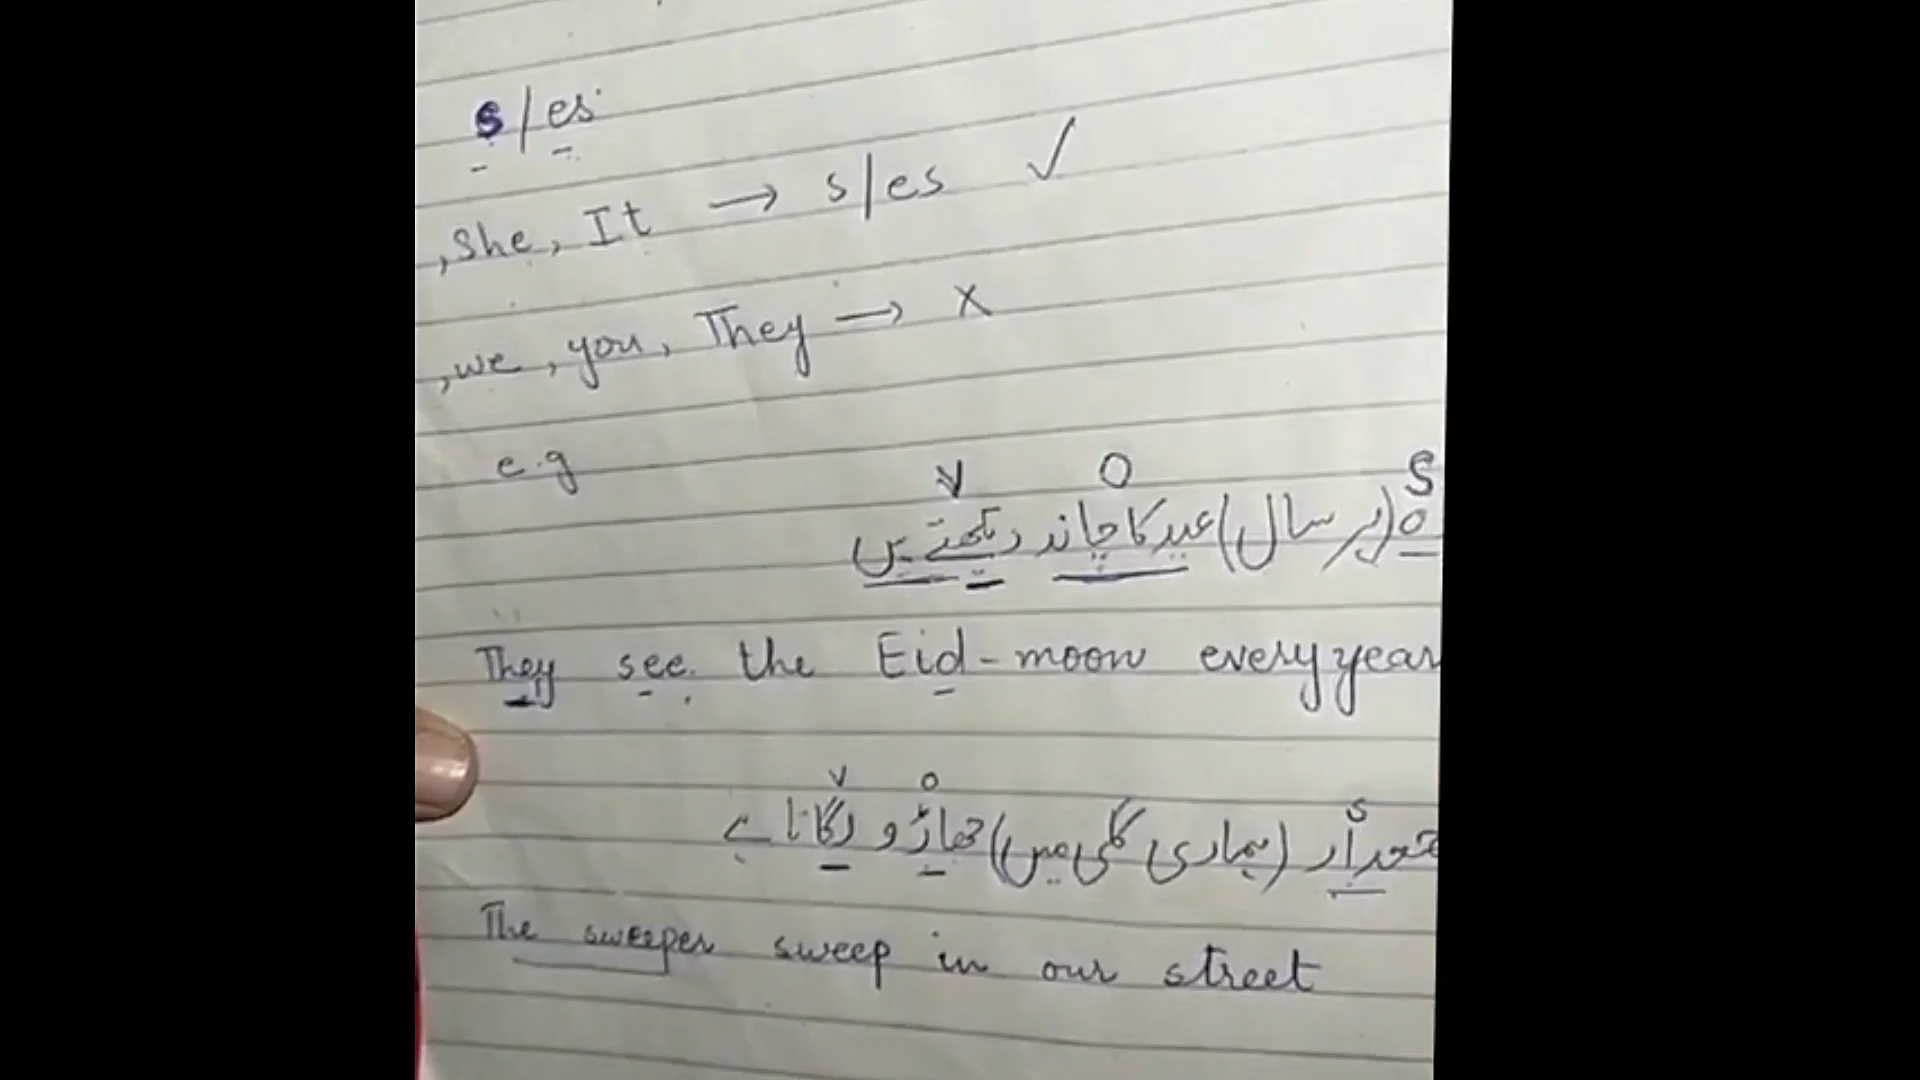 s/es
, She, It → s/es ✓
, we, you, They → x
e.g
V O S
وہ (ہر سال) عید کا چاند دیکھتے ہیں
They see the Eid-moon every year
V O S
جمعدار (ہماری گلی میں) جھاڑو لگاتا ہے
The sweeper sweep in our street